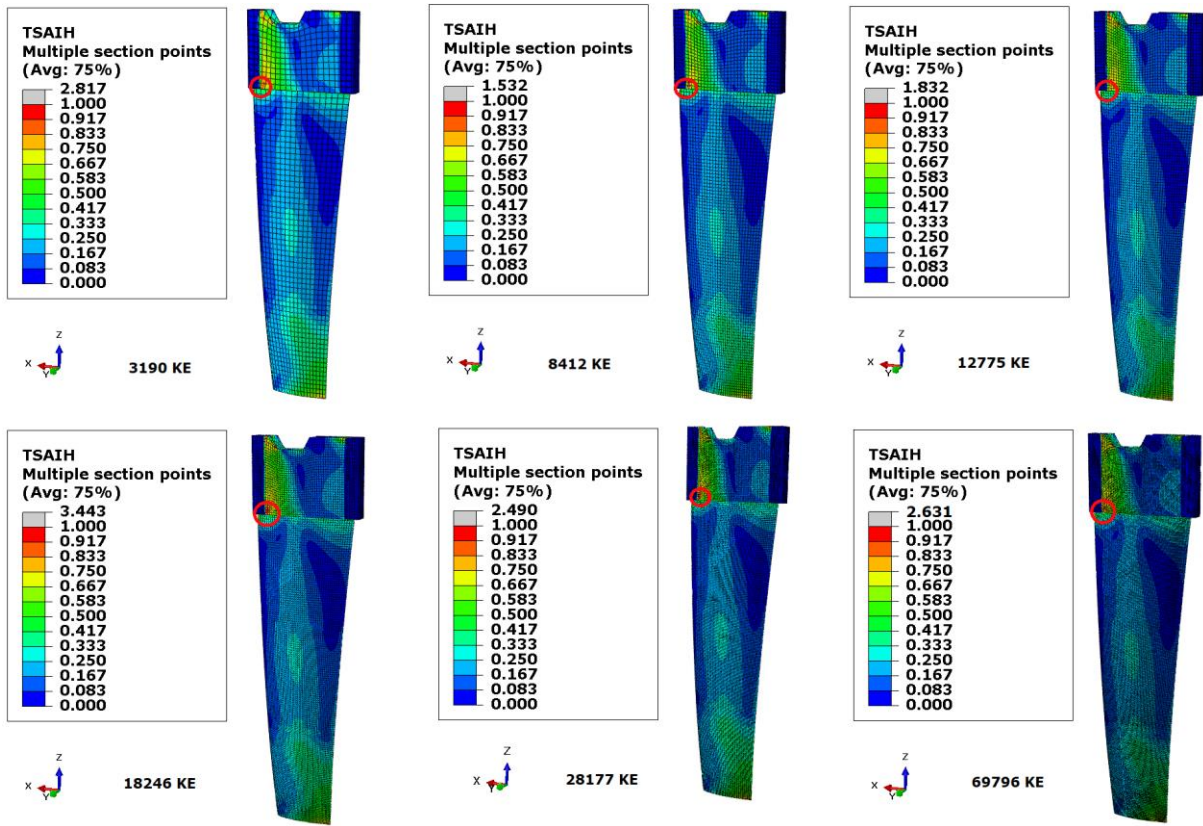 TSAIH
Multiple section points
(Avg: 75%)
2.817
1.000
0.917
0.833
0.750
0.667
0.583
0.500
0.417
0.333
0.250
0.167
0.083
0.000
Z
X
Y
3190 KE
TSAIH
Multiple section points
(Avg: 75%)
1.532
1.000
0.917
0.833
0.750
0.667
0.583
0.500
0.417
0.333
0.250
0.167
0.083
0.000
Z
X
Y
8412 KE
TSAIH
Multiple section points
(Avg: 75%)
1.832
1.000
0.917
0.833
0.750
0.667
0.583
0.500
0.417
0.333
0.250
0.167
0.083
0.000
Z
X
Y
12775 KE
TSAIH
Multiple section points
(Avg: 75%)
3.443
1.000
0.917
0.833
0.750
0.667
0.583
0.500
0.417
0.333
0.250
0.167
0.083
0.000
Z
X
Y
18246 KE
TSAIH
Multiple section points
(Avg: 75%)
2.490
1.000
0.917
0.833
0.750
0.667
0.583
0.500
0.417
0.333
0.250
0.167
0.083
0.000
Z
X
Y
28177 KE
TSAIH
Multiple section points
(Avg: 75%)
2.631
1.000
0.917
0.833
0.750
0.667
0.583
0.500
0.417
0.333
0.250
0.167
0.083
0.000
Z
X
Y
69796 KE